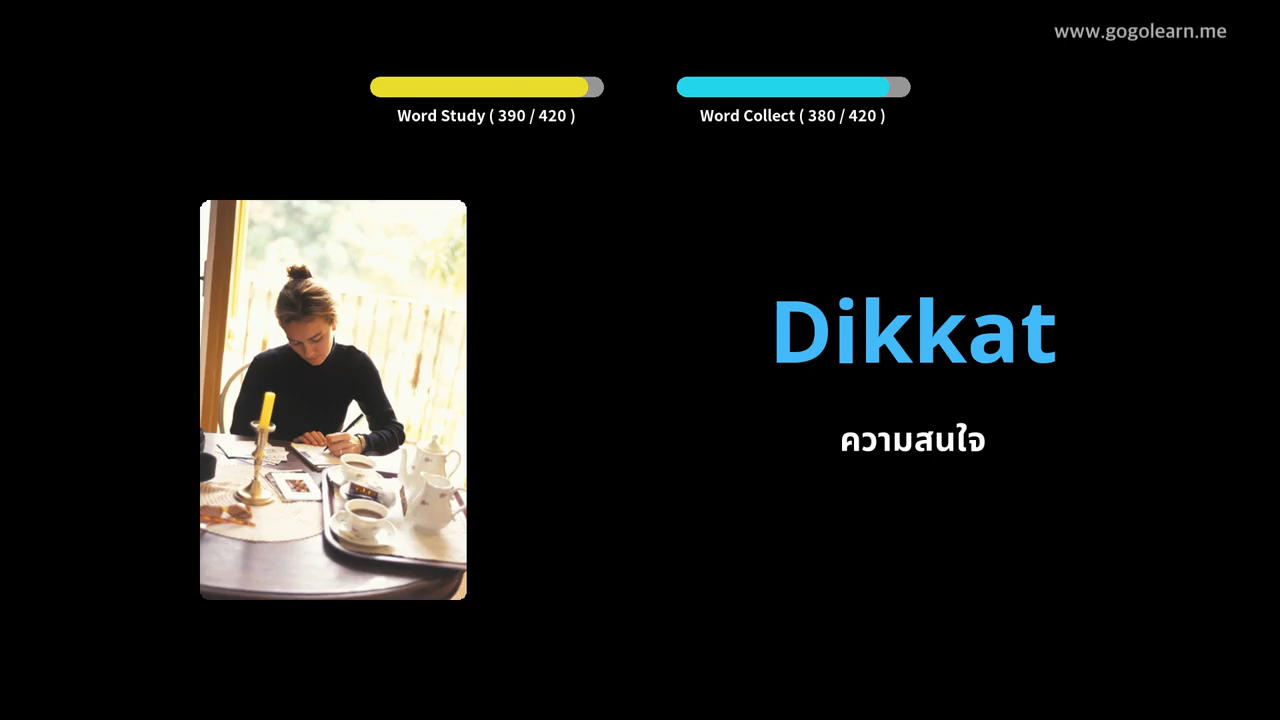 www.gogolearn.me
Word Study ( 390 / 420 )
Word Collect ( 380 / 420 )
Dikkat
ความสนใจ